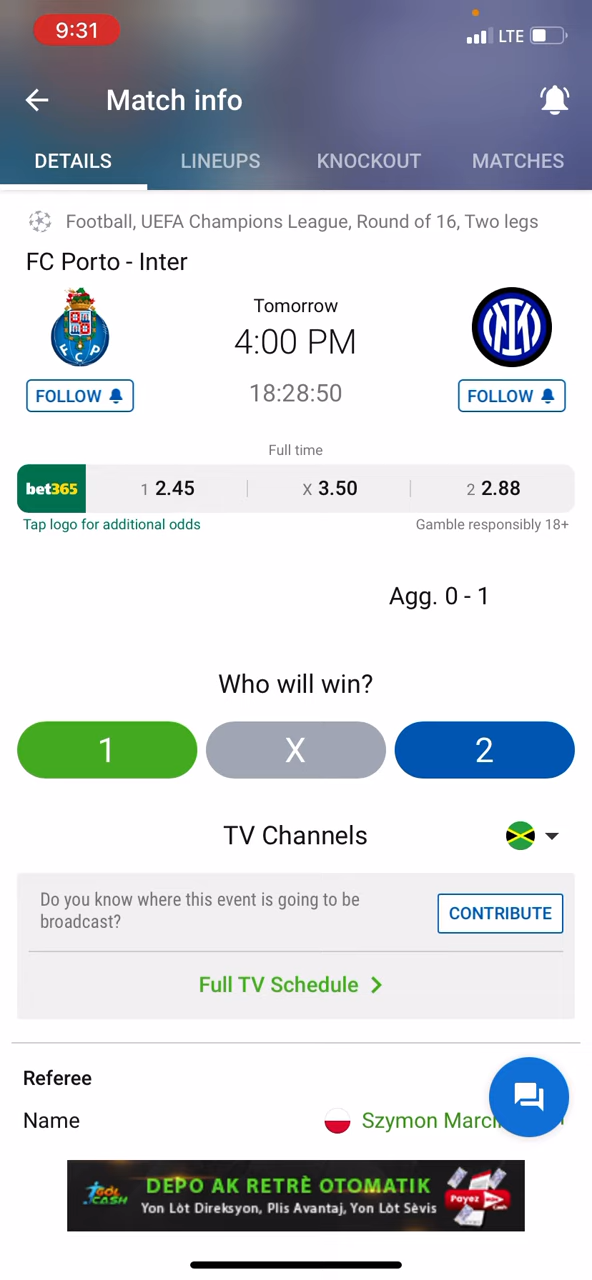 9:31
LTE
Match info
DETAILS
LINEUPS
KNOCKOUT
MATCHES
Football, UEFA Champions League, Round of 16, Two legs
FC Porto - Inter
FCP
Tomorrow
4:00 PM
18:28:50
FOLLOW
FOLLOW
Full time
bet365
1 2.45
X 3.50
2 2.88
Tap logo for additional odds
Gamble responsibly 18+
Agg. 0 - 1
Who will win?
1
X
2
TV Channels
Do you know where this event is going to be
broadcast?
CONTRIBUTE
Full TV Schedule
Referee
Name
Szymon
DEPO AK RETRÈ OTOMATIK
Yon Lòt Direksyon, Plis Avantaj, Yon Lòt Sèvis
CASH
Payez